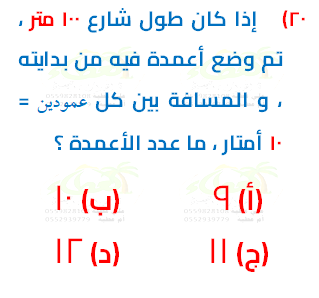 ٢٠) إذا كان طول شارع ١٠٠ متر ،
تم وضع أعمدة فيه من بدايته
، و المسافة بين كل عمودين =
١٠ أمتار ، ما عدد الأعمدة ؟
(أ) ٩ (ب) ١٠
(ج) ١١ (د) ١٢